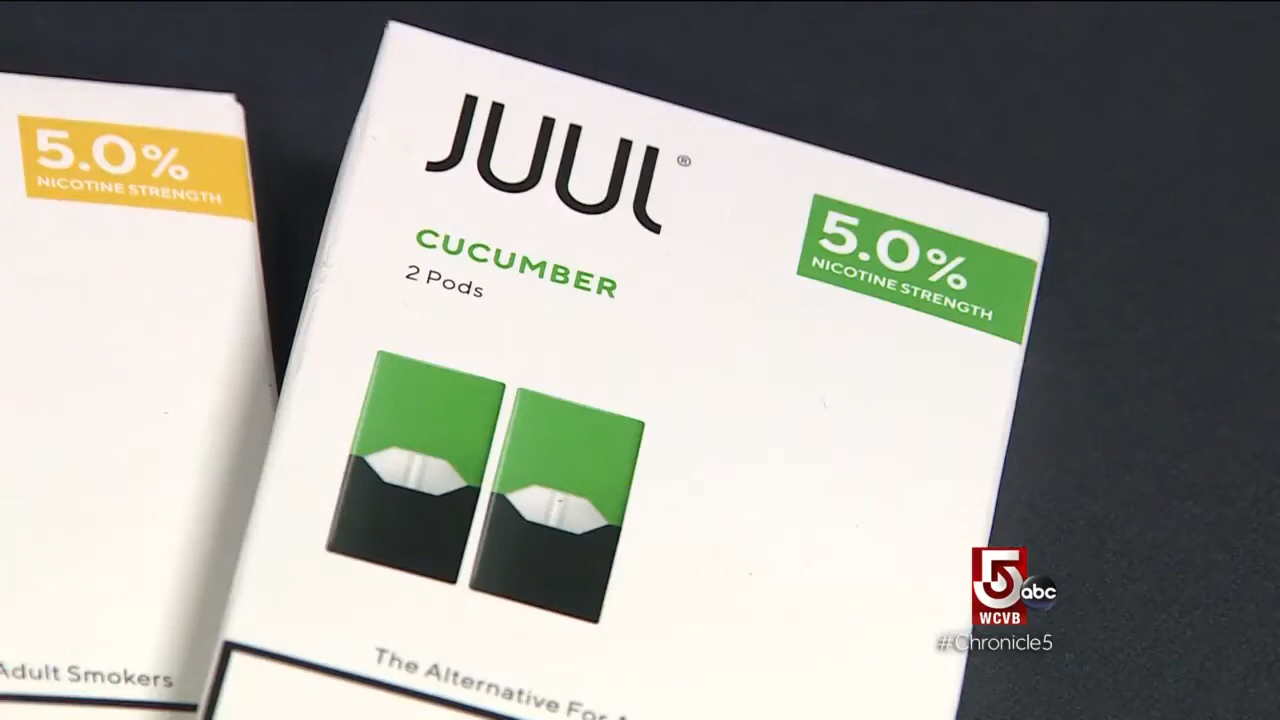 5.0%
NICOTINE STRENGTH
Adult Smokers
JUUL®
CUCUMBER
2 Pods
5.0%
NICOTINE STRENGTH
The Alternative For
5 abc
WCVB
#Chronicle5